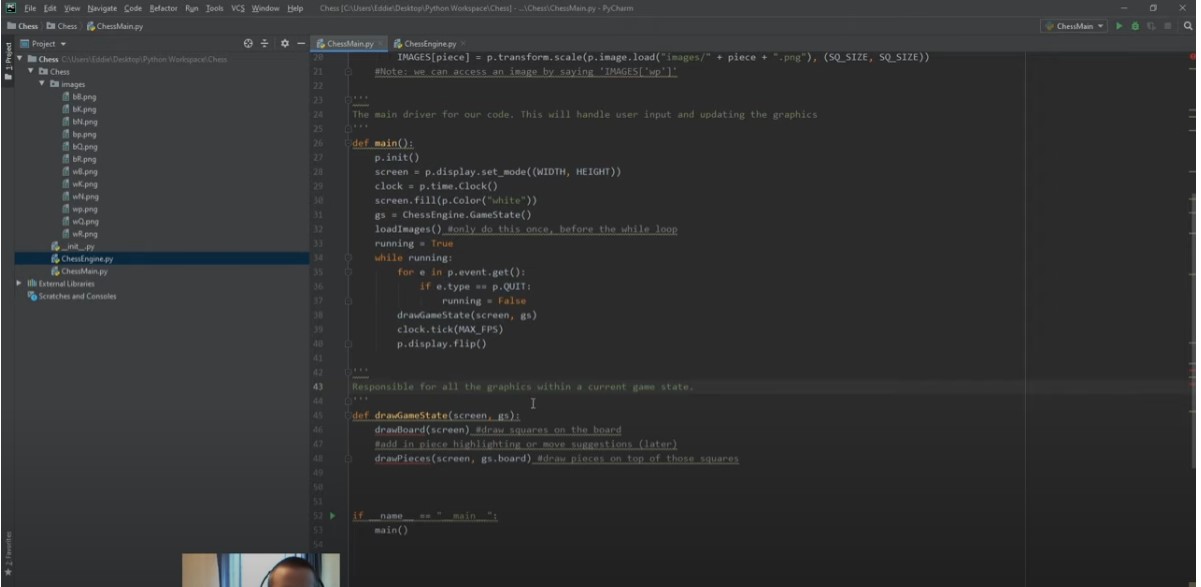 File Edit View Navigate Code Refactor Run Tools VCS Window Help Chess [C:\Users\Eddie\Desktop\Python Workspace\Chess] - ...\Chess\ChessMain.py - PyCharm
Chess Chess ChessMain.py ChessMain
Project ChessMain.py ChessEngine.py
1: Project
Chess C:\Users\Eddie\Desktop\Python Workspace\Chess
Chess
images
bB.png
bK.png
bN.png
bp.png
bQ.png
bR.png
wB.png
wK.png
wN.png
wp.png
wQ.png
wR.png
__init__.py
ChessEngine.py
ChessMain.py
External Libraries
Scratches and Consoles
2: Favorites
20 IMAGES[piece] = p.transform.scale(p.image.load("images/" + piece + ".png"), (SQ_SIZE, SQ_SIZE))
21 #Note: we can access an image by saying 'IMAGES['wp']'
22
23 '''
24 The main driver for our code. This will handle user input and updating the graphics
25 '''
26 def main():
27 p.init()
28 screen = p.display.set_mode((WIDTH, HEIGHT))
29 clock = p.time.Clock()
30 screen.fill(p.Color("white"))
31 gs = ChessEngine.GameState()
32 loadImages() #only do this once, before the while loop
33 running = True
34 while running:
35 for e in p.event.get():
36 if e.type == p.QUIT:
37 running = False
38 drawGameState(screen, gs)
39 clock.tick(MAX_FPS)
40 p.display.flip()
41
42 '''
43 Responsible for all the graphics within a current game state.
44 '''
45 def drawGameState(screen, gs):
46 drawBoard(screen) #draw squares on the board
47 #add in piece highlighting or move suggestions (later)
48 drawPieces(screen, gs.board) #draw pieces on top of those squares
49
50
51
52 if __name__ == "__main__":
53 main()
54